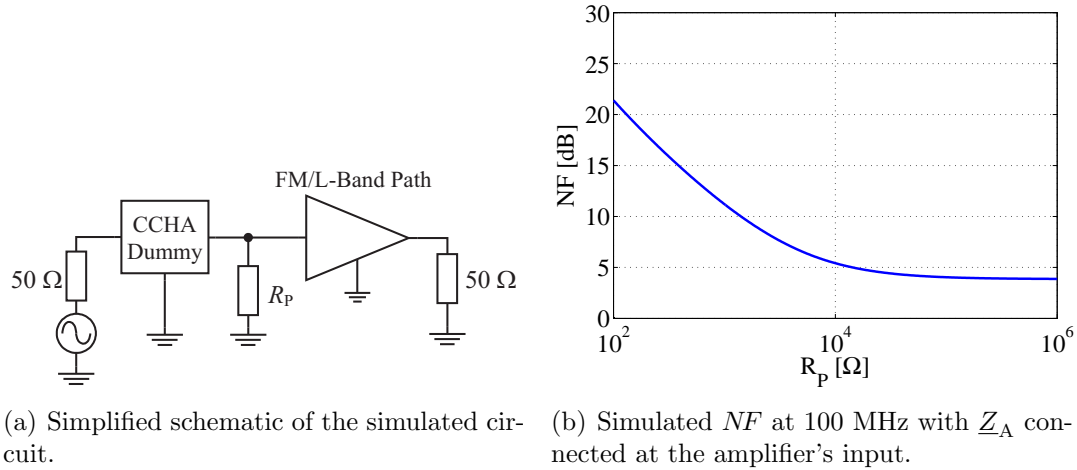 FM/L-Band Path
CCHA
Dummy
50 Ω
R_P
50 Ω
(a) Simplified schematic of the simulated cir-
cuit.
30
25
20
15
10
5
0
NF [dB]
10^2
10^4
10^6
R_P [Ω]
(b) Simulated NF at 100 MHz with Z_A con-
nected at the amplifier's input.